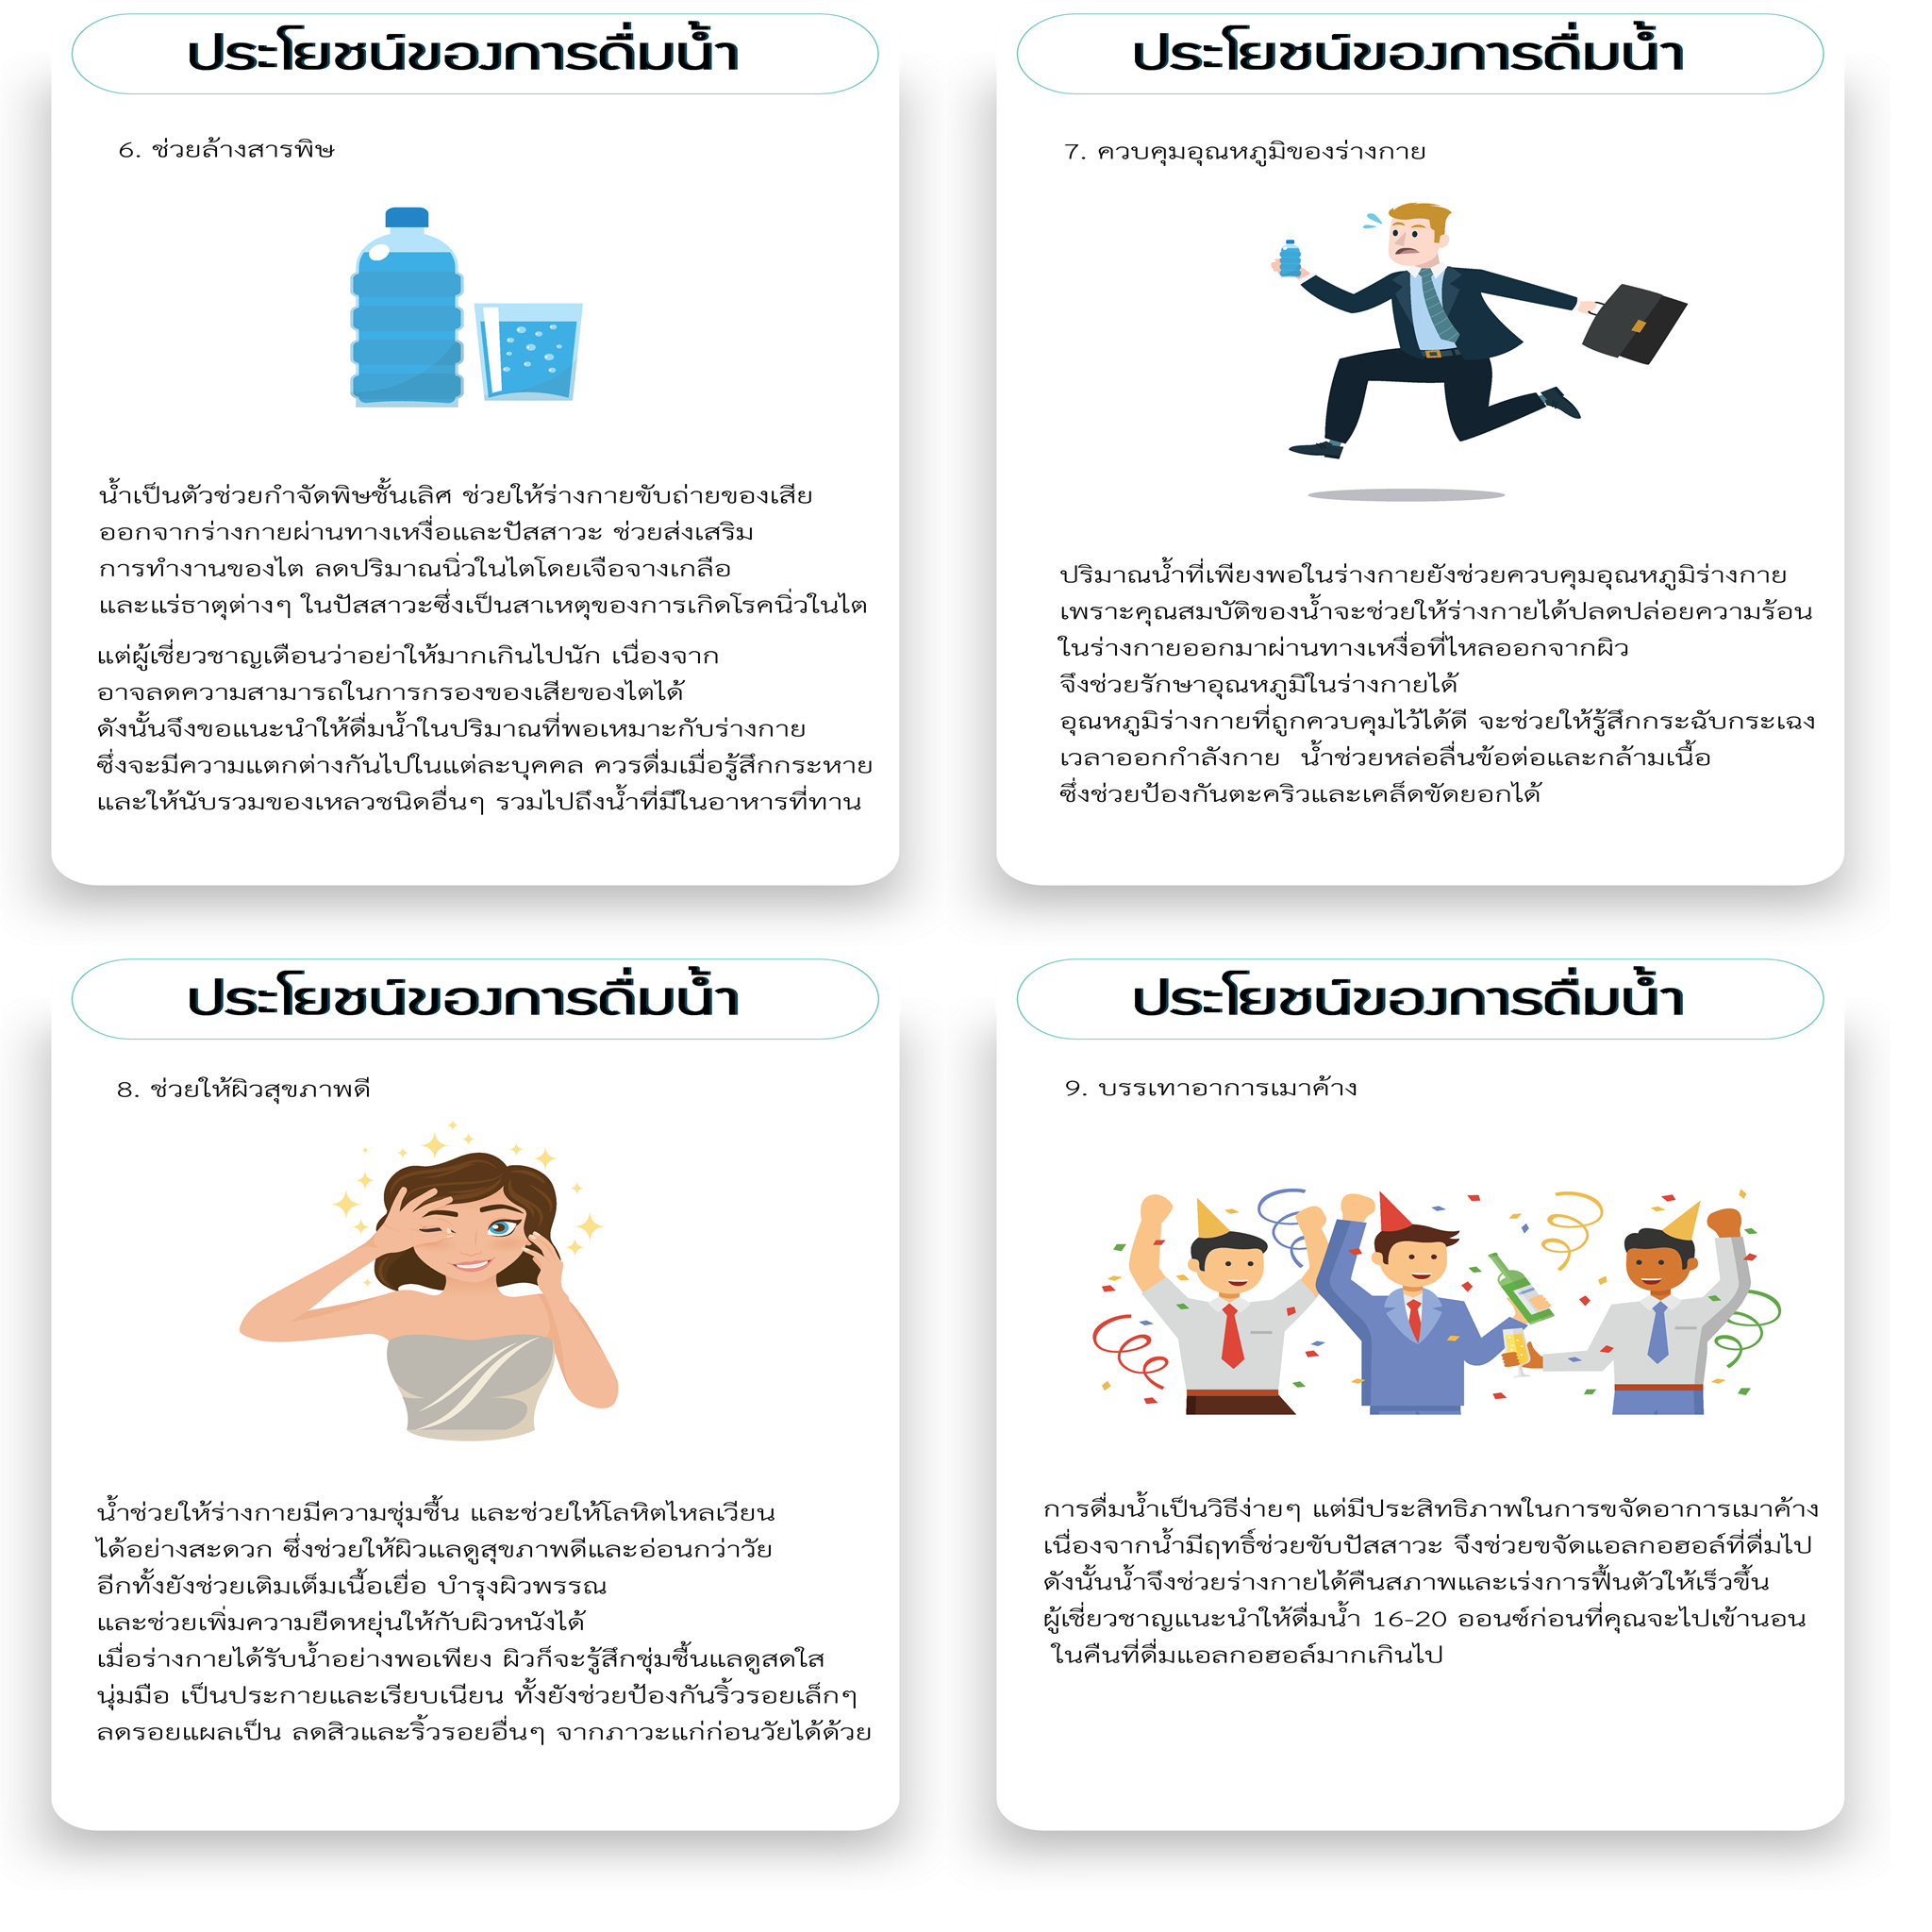 ประโยชน์ของการดื่มน้ำ
6. ช่วยล้างสารพิษ
น้ำเป็นตัวช่วยกำจัดพิษชั้นเลิศ ช่วยให้ร่างกายขับถ่ายของเสีย
ออกจากร่างกายผ่านทางเหงื่อและปัสสาวะ ช่วยส่งเสริม
การทำงานของไต ลดปริมาณนิ่วในไตโดยเจือจางเกลือ
และแร่ธาตุต่างๆ ในปัสสาวะซึ่งเป็นสาเหตุของการเกิดโรคนิ่วในไต
แต่ผู้เชี่ยวชาญเตือนว่าอย่าให้มากเกินไปนัก เนื่องจาก
อาจลดความสามารถในการกรองของเสียของไตได้
ดังนั้นจึงขอแนะนำให้ดื่มน้ำในปริมาณที่พอเหมาะกับร่างกาย
ซึ่งจะมีความแตกต่างกันไปในแต่ละบุคคล ควรดื่มเมื่อรู้สึกกระหาย
และให้นับรวมของเหลวชนิดอื่นๆ รวมไปถึงน้ำที่มีในอาหารที่ทาน
ประโยชน์ของการดื่มน้ำ
7. ควบคุมอุณหภูมิของร่างกาย
ปริมาณน้ำที่เพียงพอในร่างกายยังช่วยควบคุมอุณหภูมิร่างกาย
เพราะคุณสมบัติของน้ำจะช่วยให้ร่างกายได้ปลดปล่อยความร้อน
ในร่างกายออกมาผ่านทางเหงื่อที่ไหลออกจากผิว
จึงช่วยรักษาอุณหภูมิในร่างกายได้
อุณหภูมิร่างกายที่ถูกควบคุมไว้ได้ดี จะช่วยให้รู้สึกกระฉับกระเฉง
เวลาออกกำลังกาย  น้ำช่วยหล่อลื่นข้อต่อและกล้ามเนื้อ
ซึ่งช่วยป้องกันตะคริวและเคล็ดขัดยอกได้
ประโยชน์ของการดื่มน้ำ
8. ช่วยให้ผิวสุขภาพดี
น้ำช่วยให้ร่างกายมีความชุ่มชื้น และช่วยให้โลหิตไหลเวียน
ได้อย่างสะดวก ซึ่งช่วยให้ผิวแลดูสุขภาพดีและอ่อนกว่าวัย
อีกทั้งยังช่วยเติมเต็มเนื้อเยื่อ บำรุงผิวพรรณ
และช่วยเพิ่มความยืดหยุ่นให้กับผิวหนังได้
เมื่อร่างกายได้รับน้ำอย่างพอเพียง ผิวก็จะรู้สึกชุ่มชื้นแลดูสดใส
นุ่มมือ เป็นประกายและเรียบเนียน ทั้งยังช่วยป้องกันริ้วรอยเล็กๆ
ลดรอยแผลเป็น ลดสิวและริ้วรอยอื่นๆ จากภาวะแก่ก่อนวัยได้ด้วย
ประโยชน์ของการดื่มน้ำ
9. บรรเทาอาการเมาค้าง
การดื่มน้ำเป็นวิธีง่ายๆ แต่มีประสิทธิภาพในการขจัดอาการเมาค้าง
เนื่องจากน้ำมีฤทธิ์ช่วยขับปัสสาวะ จึงช่วยขจัดแอลกอฮอล์ที่ดื่มไป
ดังนั้นน้ำจึงช่วยร่างกายได้คืนสภาพและเร่งการฟื้นตัวให้เร็วขึ้น
ผู้เชี่ยวชาญแนะนำให้ดื่มน้ำ 16-20 ออนซ์ก่อนที่คุณจะไปเข้านอน
ในคืนที่ดื่มแอลกอฮอล์มากเกินไป